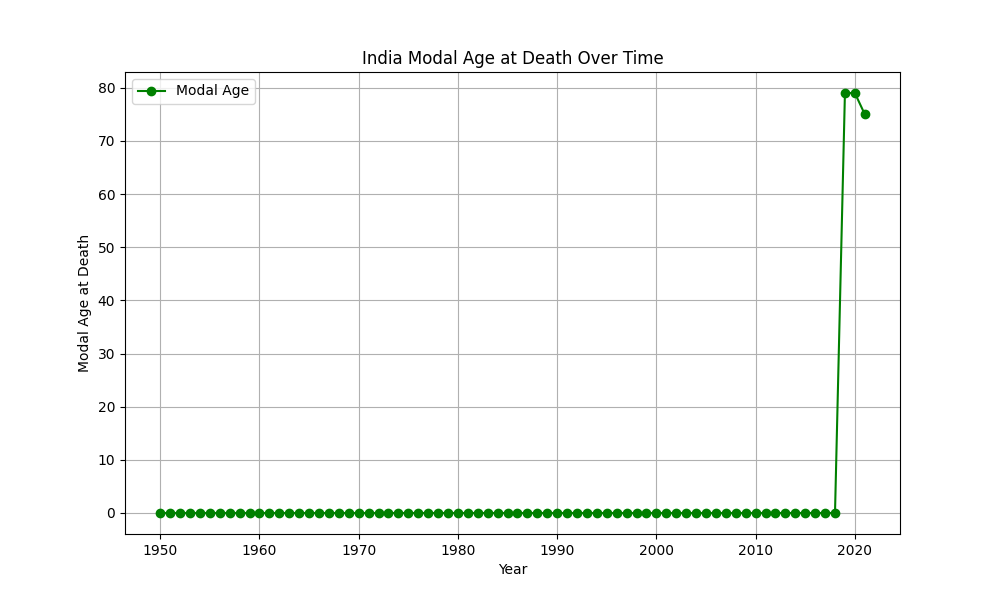 India Modal Age at Death Over Time
Modal Age
80
70
60
50
40
30
20
10
0
Modal Age at Death
1950 1960 1970 1980 1990 2000 2010 2020
Year